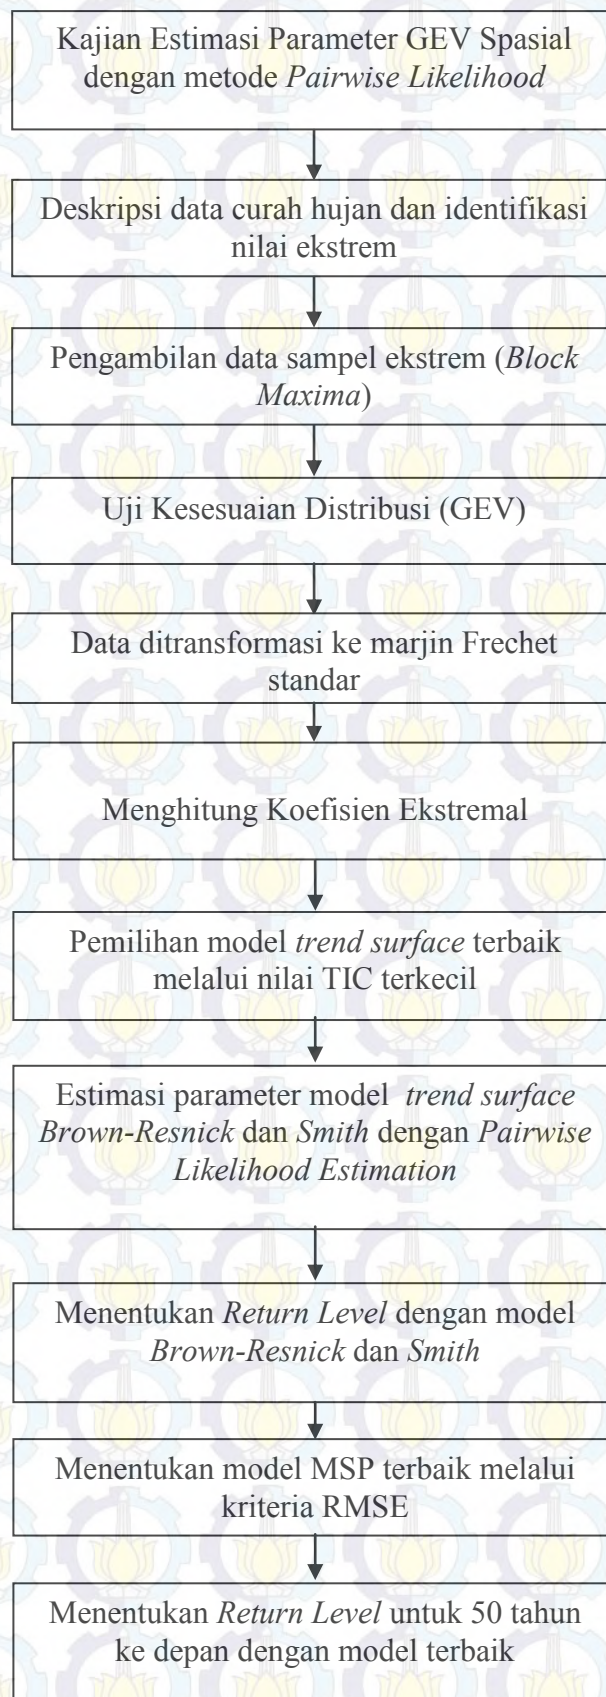 Kajian Estimasi Parameter GEV Spasial
dengan metode Pairwise Likelihood
Deskripsi data curah hujan dan identifikasi
nilai ekstrem
Pengambilan data sampel ekstrem (Block
Maxima)
Uji Kesesuaian Distribusi (GEV)
Data ditransformasi ke marjin Frechet
standar
Menghitung Koefisien Ekstremal
Pemilihan model trend surface terbaik
melalui nilai TIC terkecil
Estimasi parameter model trend surface
Brown-Resnick dan Smith dengan Pairwise
Likelihood Estimation
Menentukan Return Level dengan model
Brown-Resnick dan Smith
Menentukan model MSP terbaik melalui
kriteria RMSE
Menentukan Return Level untuk 50 tahun
ke depan dengan model terbaik